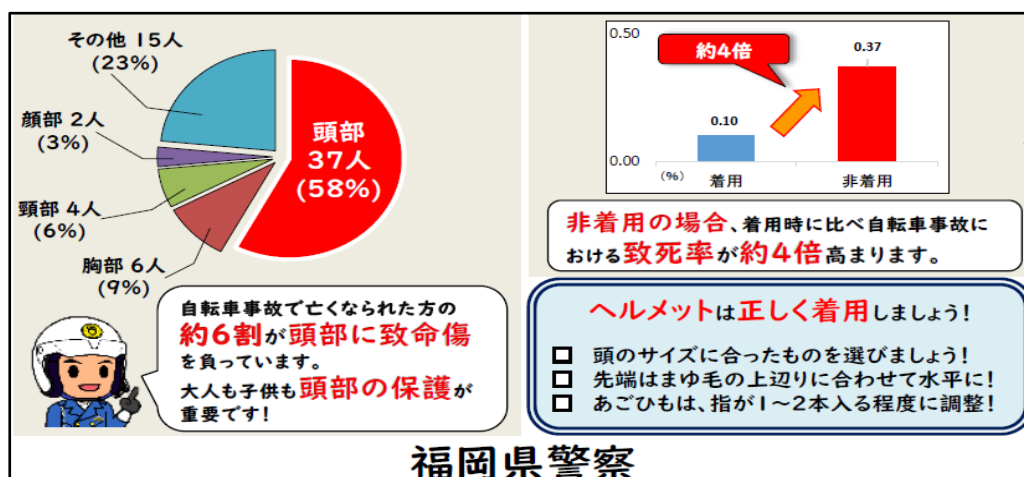 その他 15人
(23%)
顔部 2人
(3%)
頸部 4人
(6%)
胸部 6人
(9%)
頭部
37人
(58%)
自転車事故で亡くなられた方の
約6割が頭部に致命傷
を負っています。
大人も子供も頭部の保護が
重要です!
0.50
約4倍
0.37
0.10
0.00
(%)
着用
非着用
非着用の場合、着用時に比べ自転車事故に
おける致死率が約4倍高まります。
ヘルメットは正しく着用しましょう!
頭のサイズに合ったものを選びましょう!
先端はまゆ毛の上辺りに合わせて水平に!
あごひもは、指が1～2本入る程度に調整!
福岡県警察